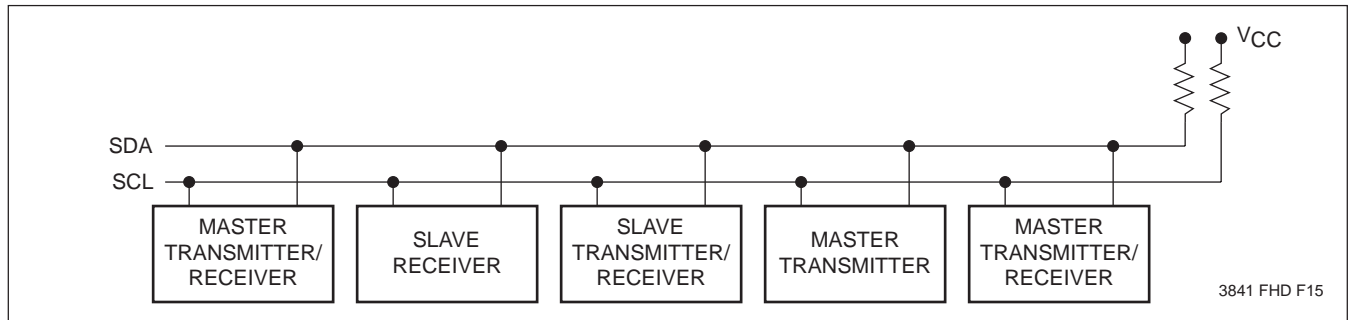 VCC
SDA
SCL
MASTER
TRANSMITTER/
RECEIVER
SLAVE
RECEIVER
SLAVE
TRANSMITTER/
RECEIVER
MASTER
TRANSMITTER
MASTER
TRANSMITTER/
RECEIVER
3841 FHD F15